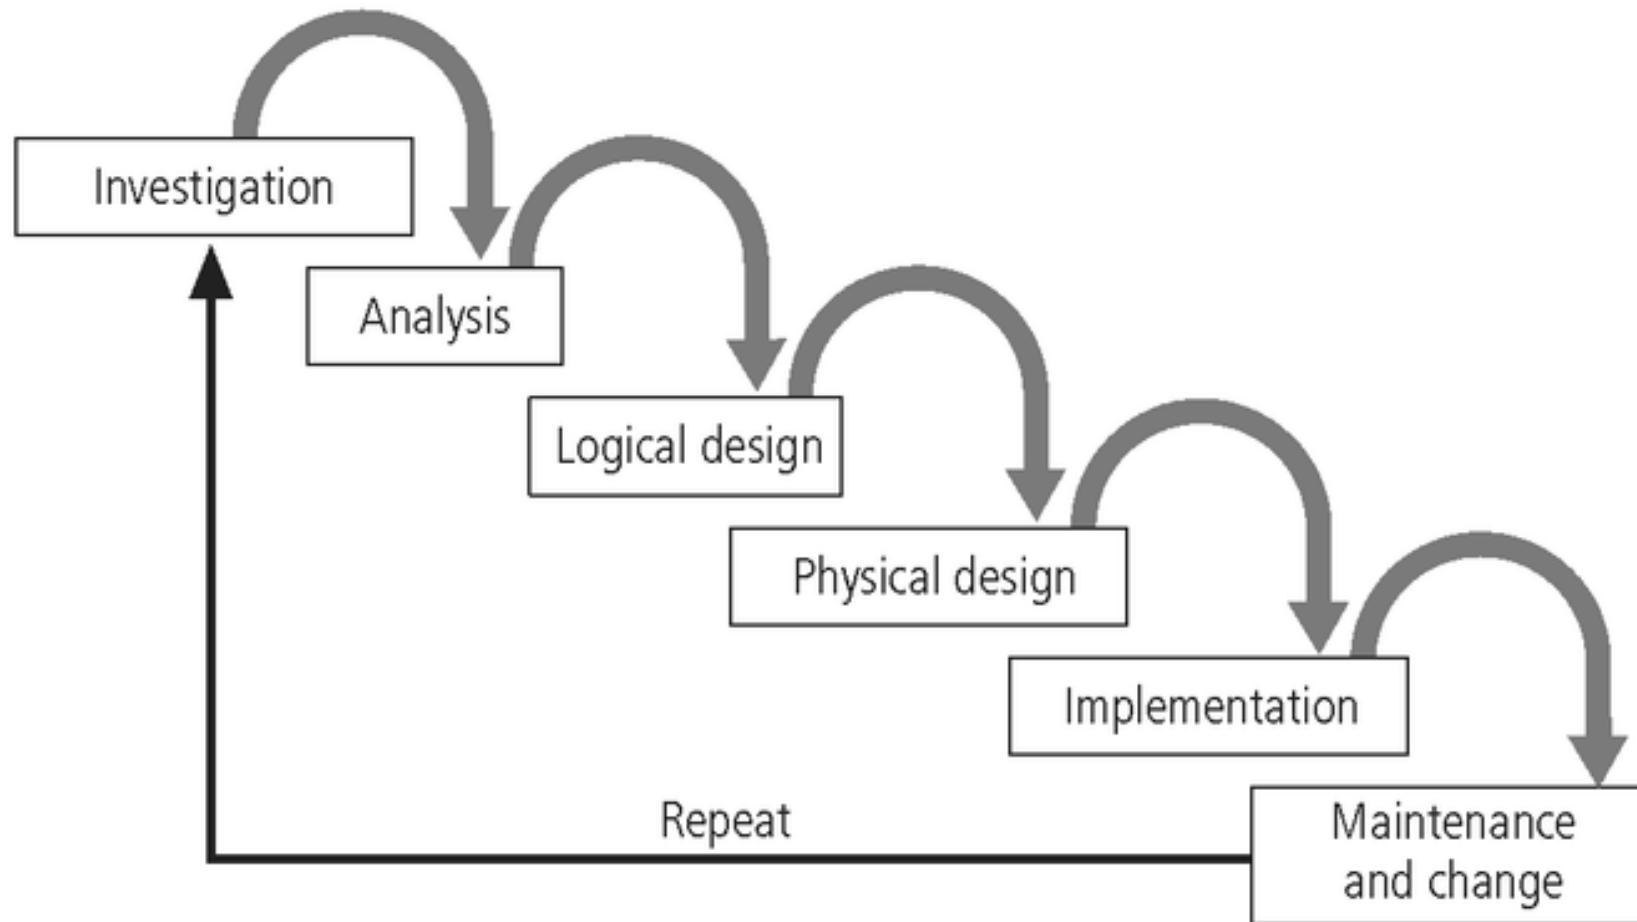 Investigation
Analysis
Logical design
Physical design
Implementation
Repeat
Maintenance
and change